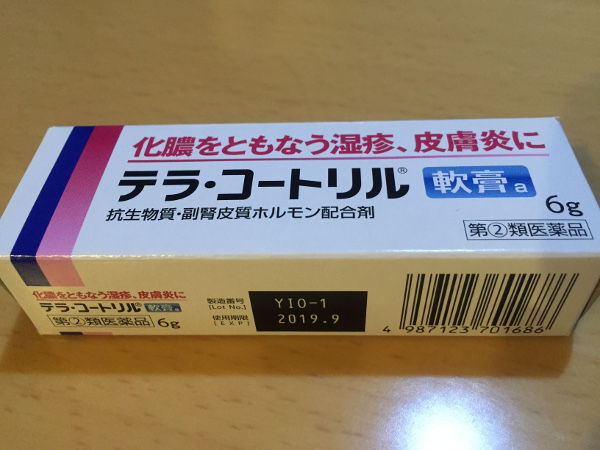 化膿をともなう湿疹、皮膚炎に
テラ・コートリル® 軟膏a
抗生物質・副腎皮質ホルモン配合剤
6g
指定②類医薬品
化膿をともなう湿疹、皮膚炎に
テラ・コートリル® 軟膏a
指②類医薬品 6g
製造番号
[Lot No.]
YI0-1
使用期限
[EXP]
2019.9
4 987123 701686